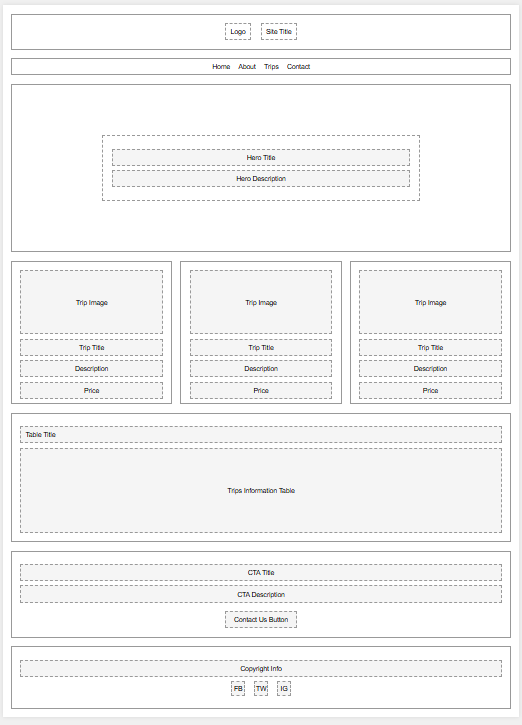 Logo Site Title
Home About Trips Contact
Hero Title
Hero Description
Trip Image Trip Image Trip Image
Trip Title Trip Title Trip Title
Description Description Description
Price Price Price
Table Title
Trips Information Table
CTA Title
CTA Description
Contact Us Button
Copyright Info
FB TW IG